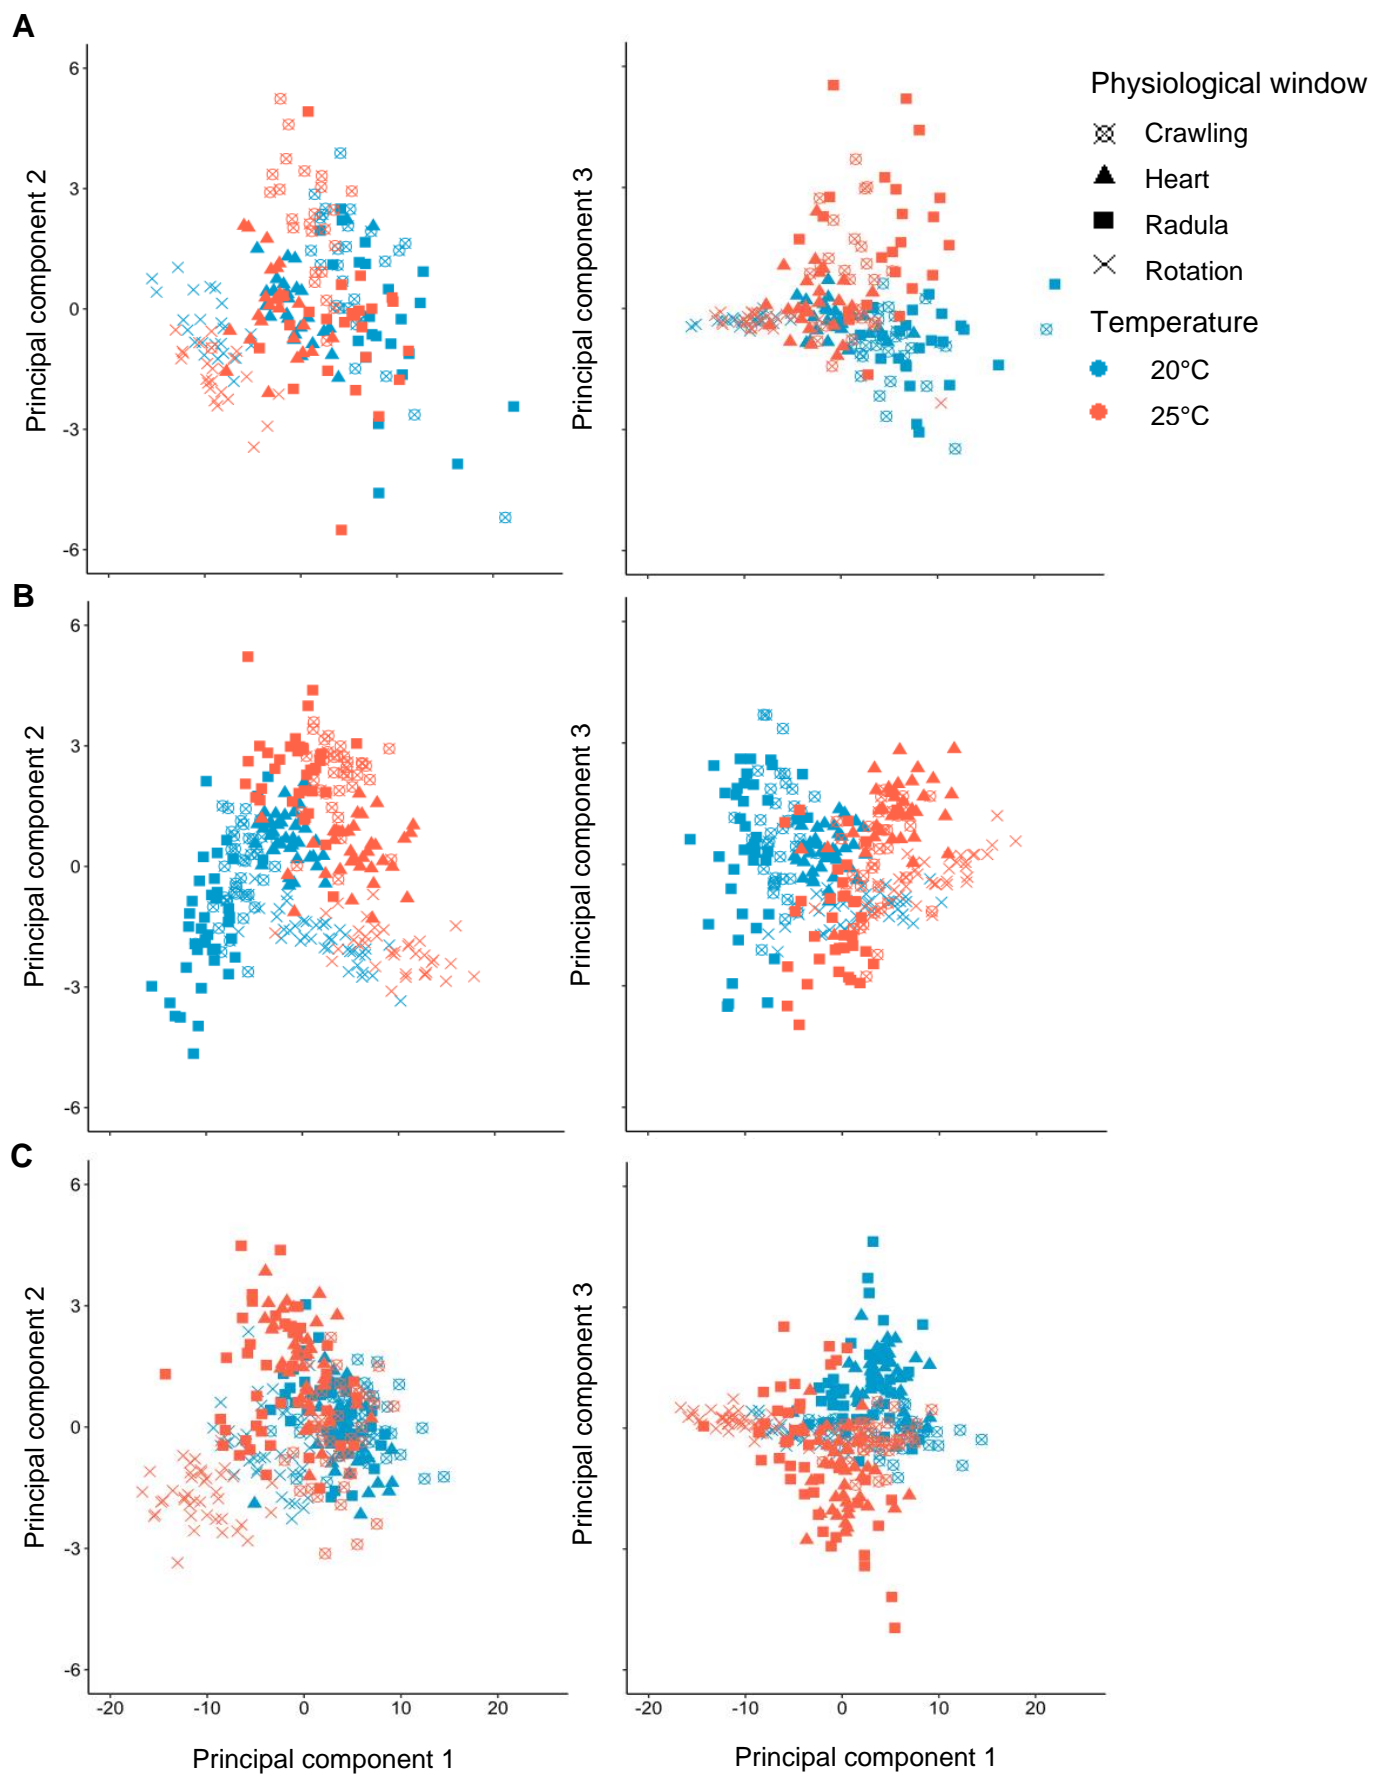 A
6
3
0
-3
-6
Principal component 2
Principal component 3
Physiological window
Crawling
Heart
Radula
Rotation
Temperature
20°C
25°C
B
6
3
0
-3
-6
Principal component 2
Principal component 3
C
6
3
0
-3
-6
Principal component 2
Principal component 3
-20 -10 0 10 20
-20 -10 0 10 20
Principal component 1
Principal component 1